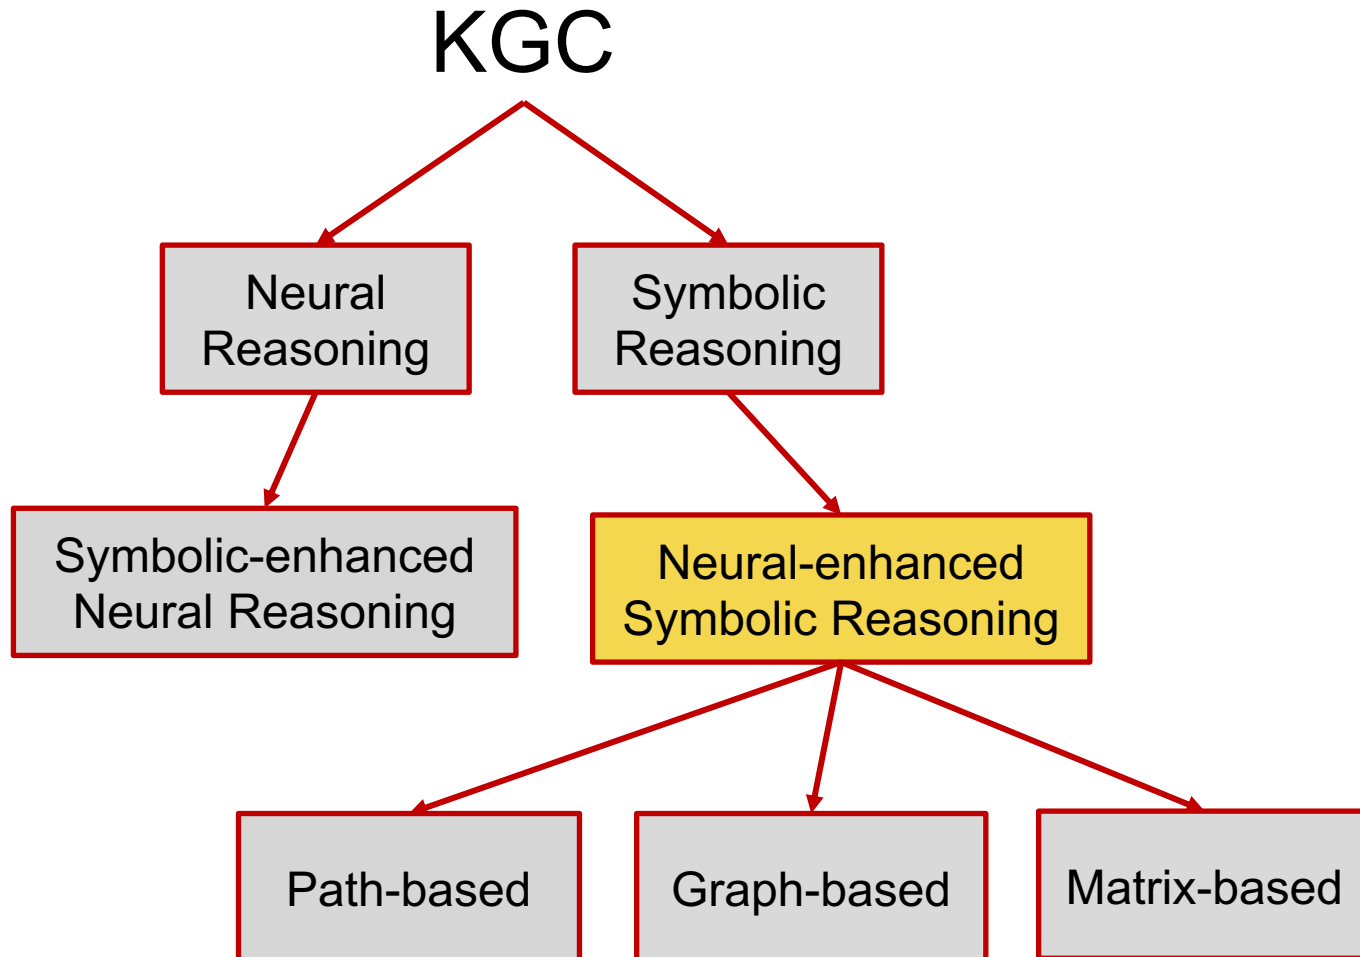 KGC
Neural
Reasoning
Symbolic
Reasoning
Symbolic-enhanced
Neural Reasoning
Neural-enhanced
Symbolic Reasoning
Path-based
Graph-based
Matrix-based